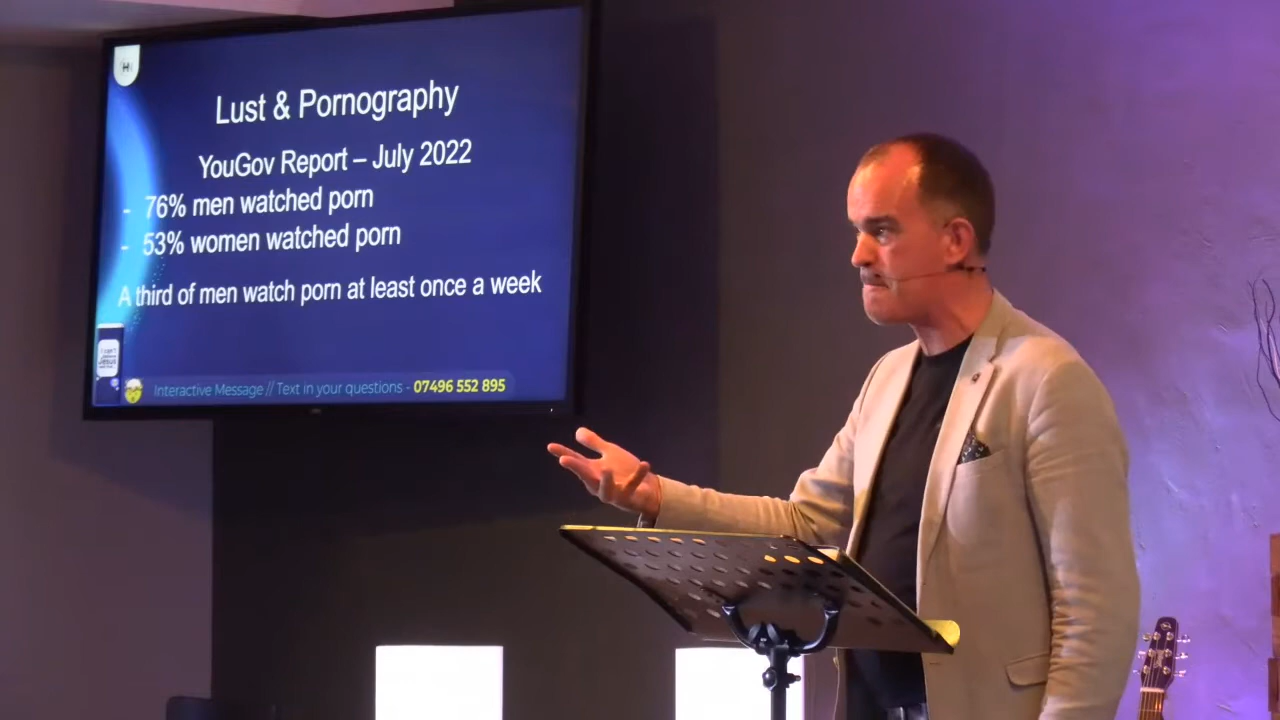 H
Lust & Pornography
YouGov Report – July 2022
- 76% men watched porn
- 53% women watched porn
A third of men watch porn at least once a week
Jesus
Interactive Message // Text in your questions - 07496 552 895